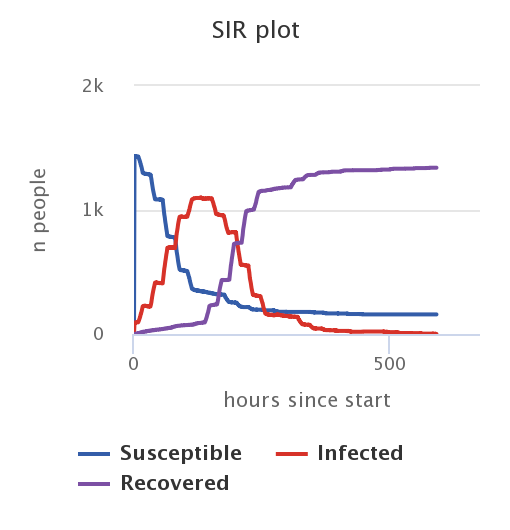 SIR plot
2k
1k
0
n people
0
500
hours since start
Susceptible
Infected
Recovered